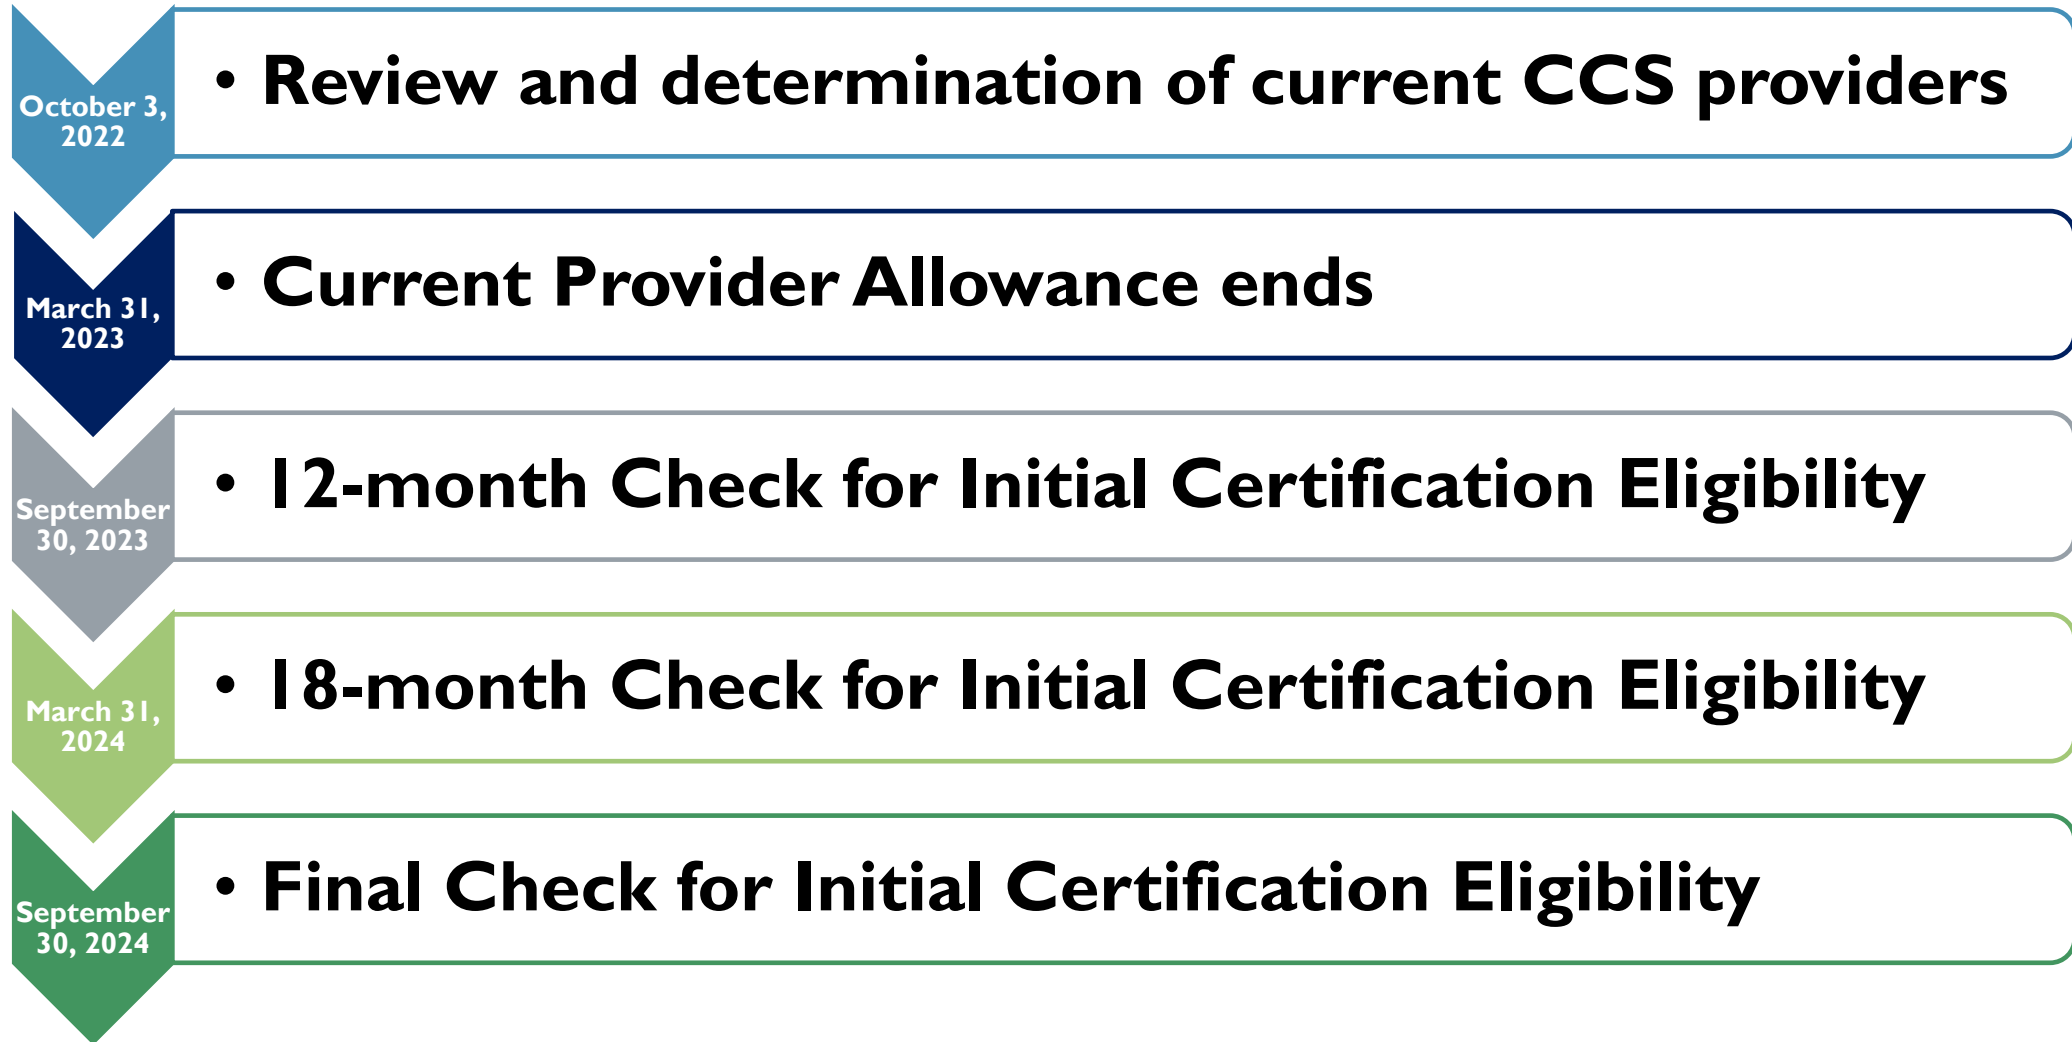 October 3,
2022
• Review and determination of current CCS providers
March 31,
2023
• Current Provider Allowance ends
September
30, 2023
• 12-month Check for Initial Certification Eligibility
March 31,
2024
• 18-month Check for Initial Certification Eligibility
September
30, 2024
• Final Check for Initial Certification Eligibility